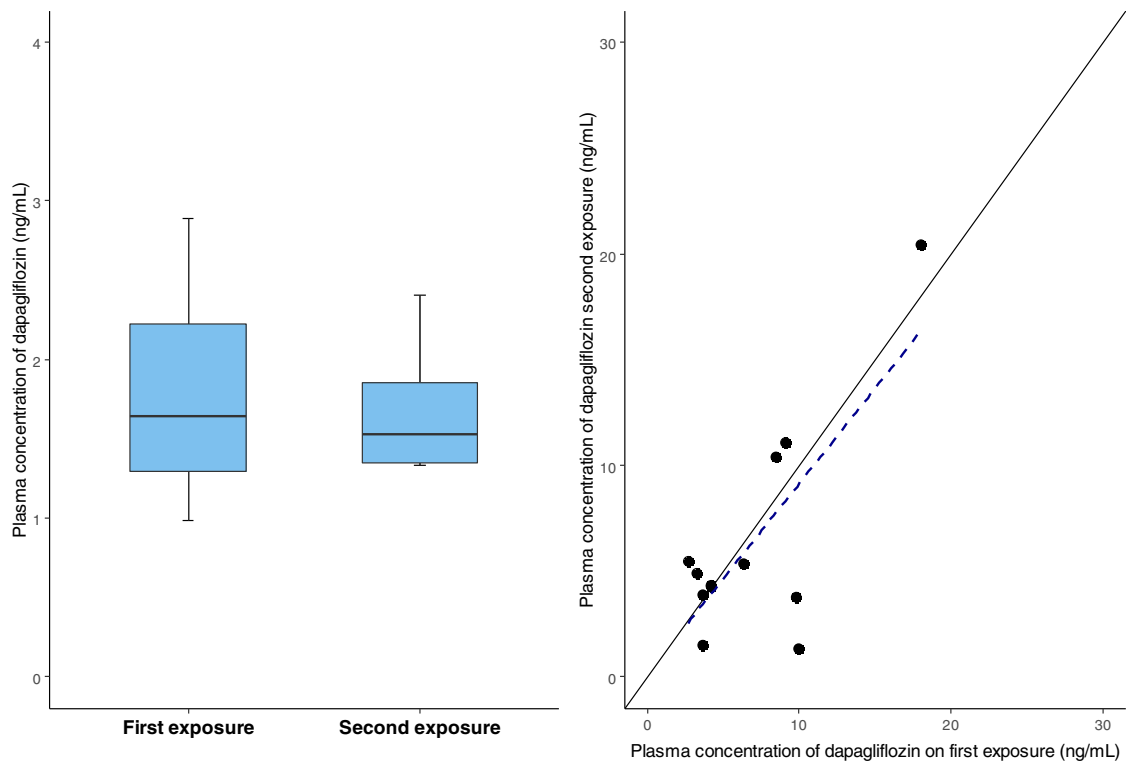 Plasma concentration of dapagliflozin (ng/mL)
4
3
2
1
0
First exposure
Second exposure
Plasma concentration of dapagliflozin second exposure (ng/mL)
30
20
10
0
0
10
20
30
Plasma concentration of dapagliflozin on first exposure (ng/mL)